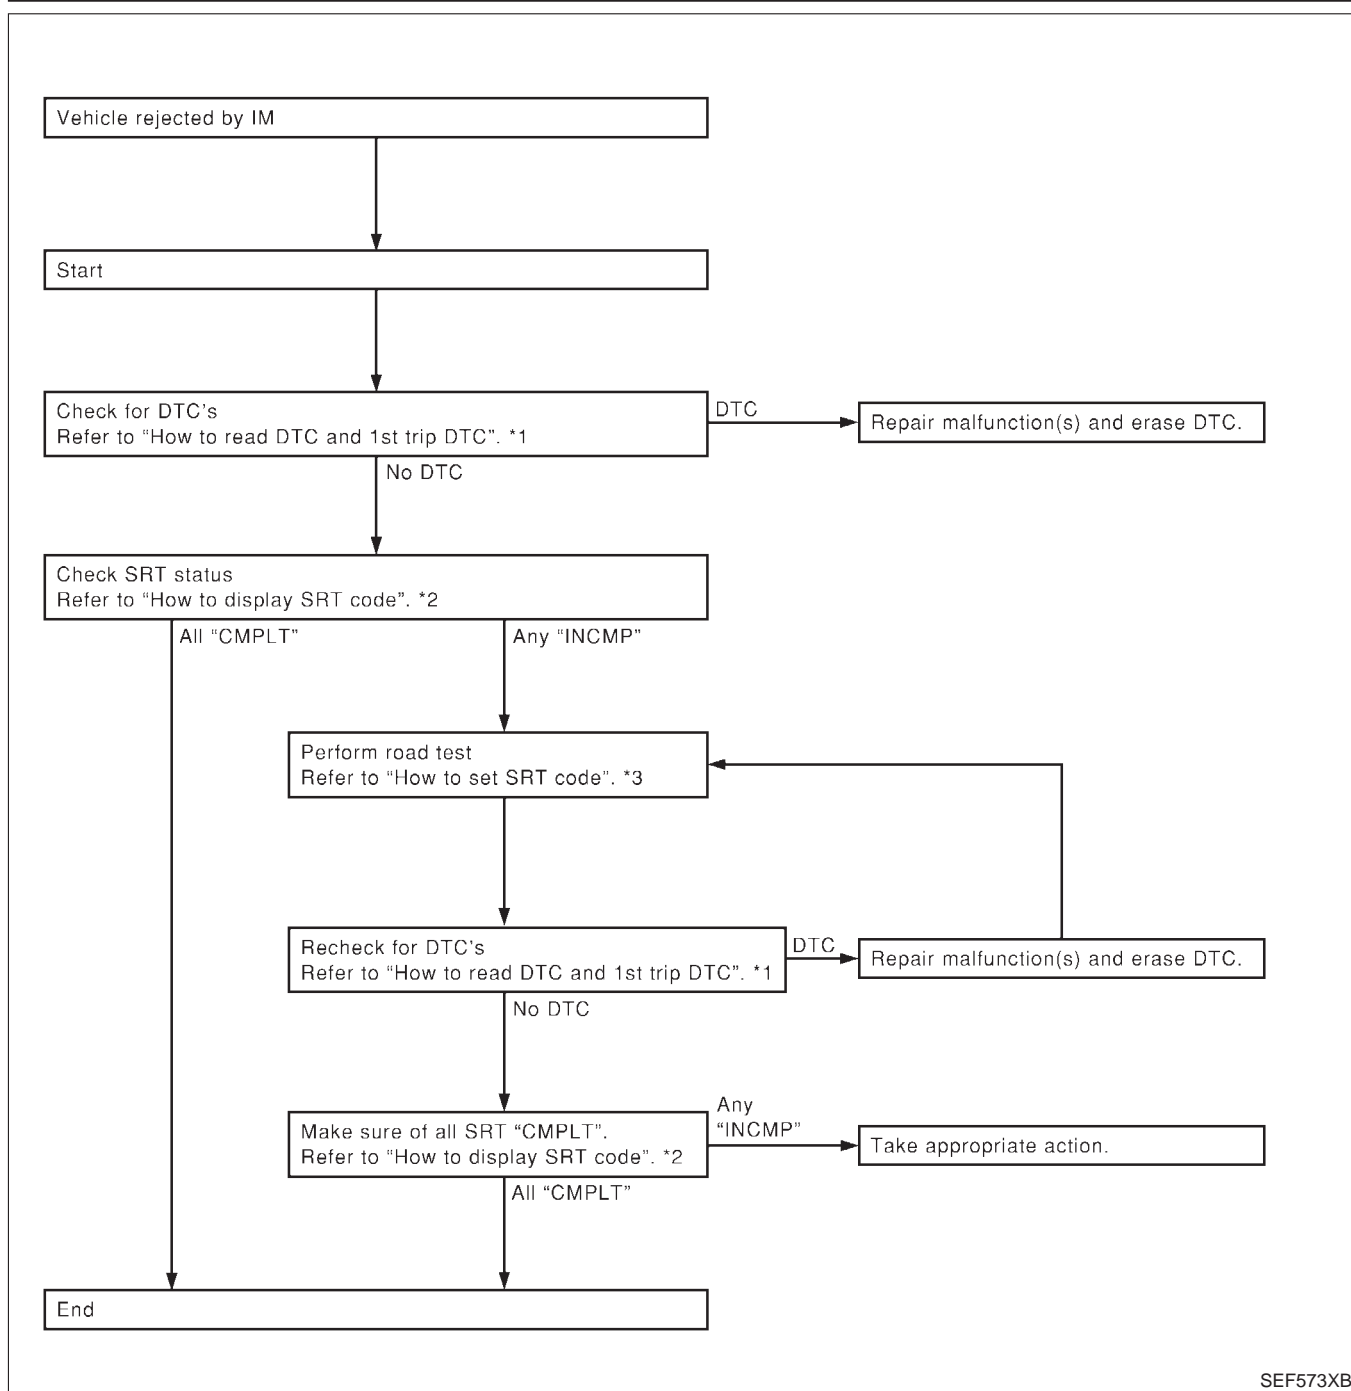 Vehicle rejected by IM
Start
Check for DTC's
Refer to “How to read DTC and 1st trip DTC”. *1
DTC
Repair malfunction(s) and erase DTC.
No DTC
Check SRT status
Refer to “How to display SRT code”. *2
All “CMPLT”
Any “INCMP”
Perform road test
Refer to “How to set SRT code”. *3
Recheck for DTC's
Refer to “How to read DTC and 1st trip DTC”. *1
DTC
Repair malfunction(s) and erase DTC.
No DTC
Make sure of all SRT “CMPLT”.
Refer to “How to display SRT code”. *2
Any
“INCMP”
Take appropriate action.
All “CMPLT”
End
SEF573XB